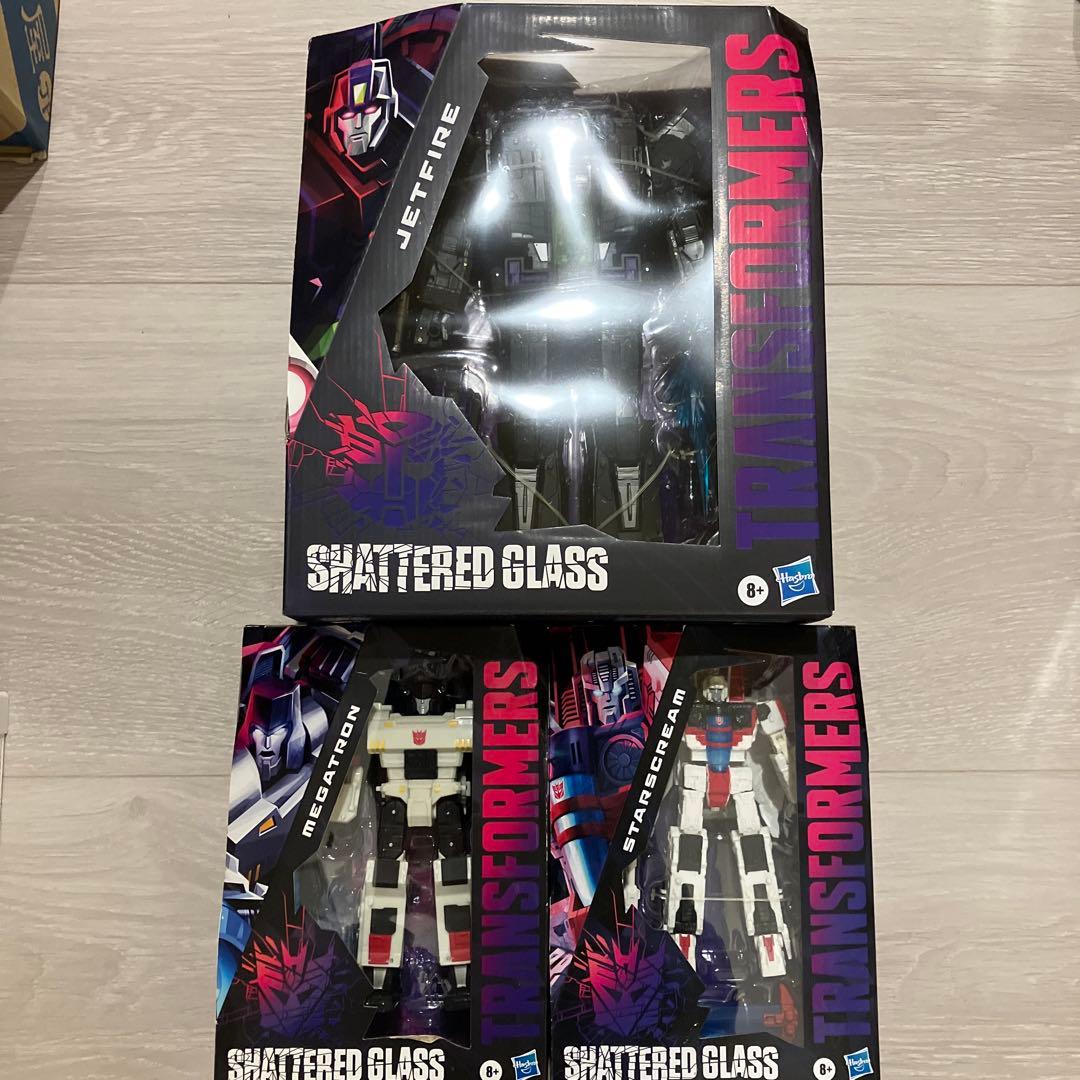 JETFIRE
TRANSFORMERS
SHATTERED GLASS
8+
Hasbro
MEGATRON
TRANSFORMERS
SHATTERED GLASS
8+
Hasbro
STARSCREAM
TRANSFORMERS
SHATTERED GLASS
8+
Hasbro